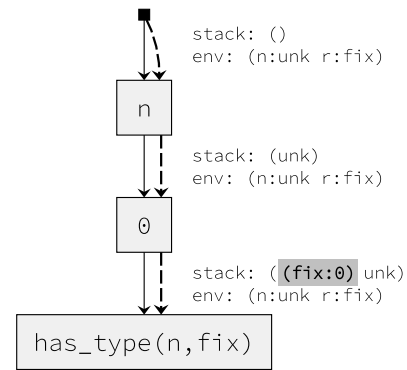 stack: ()
env: (n:unk r:fix)
n
stack: (unk)
env: (n:unk r:fix)
0
stack: ((fix:0) unk)
env: (n:unk r:fix)
has_type(n,fix)